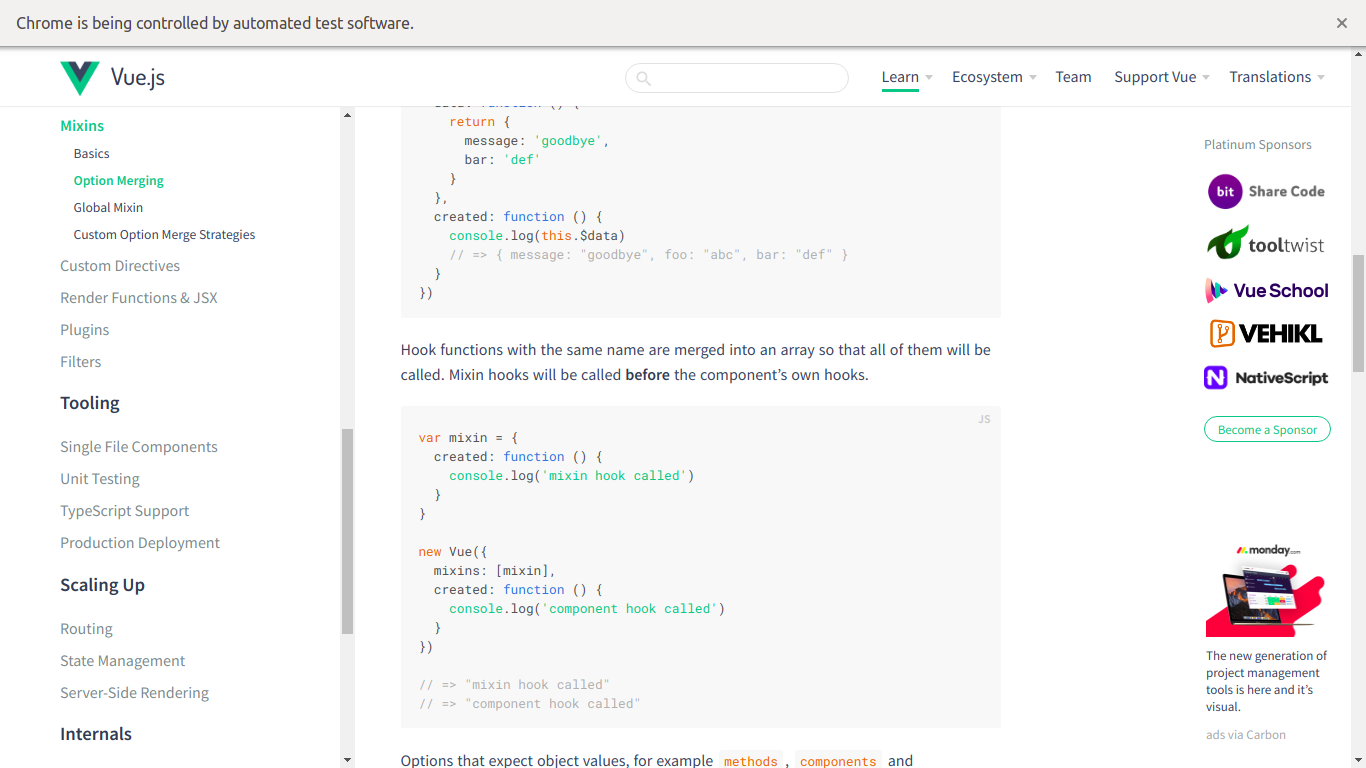 Chrome is being controlled by automated test software.
Vue.js
Learn
Ecosystem
Team
Support Vue
Translations
Mixins
Basics
Option Merging
Global Mixin
Custom Option Merge Strategies
Custom Directives
Render Functions & JSX
Plugins
Filters
Tooling
Single File Components
Unit Testing
TypeScript Support
Production Deployment
Scaling Up
Routing
State Management
Server-Side Rendering
Internals
return {
message: 'goodbye',
bar: 'def'
}
},
created: function () {
console.log(this.$data)
// => { message: "goodbye", foo: "abc", bar: "def" }
}
})
Hook functions with the same name are merged into an array so that all of them will be
called. Mixin hooks will be called before the component’s own hooks.
JS
var mixin = {
created: function () {
console.log('mixin hook called')
}
}
new Vue({
mixins: [mixin],
created: function () {
console.log('component hook called')
}
})
// => "mixin hook called"
// => "component hook called"
Options that expect object values, for example methods , components and
Platinum Sponsors
bit Share Code
tooltwist
Vue School
VEHIKL
NativeScript
Become a Sponsor
monday.com
The new generation of
project management
tools is here and it’s
visual.
ads via Carbon